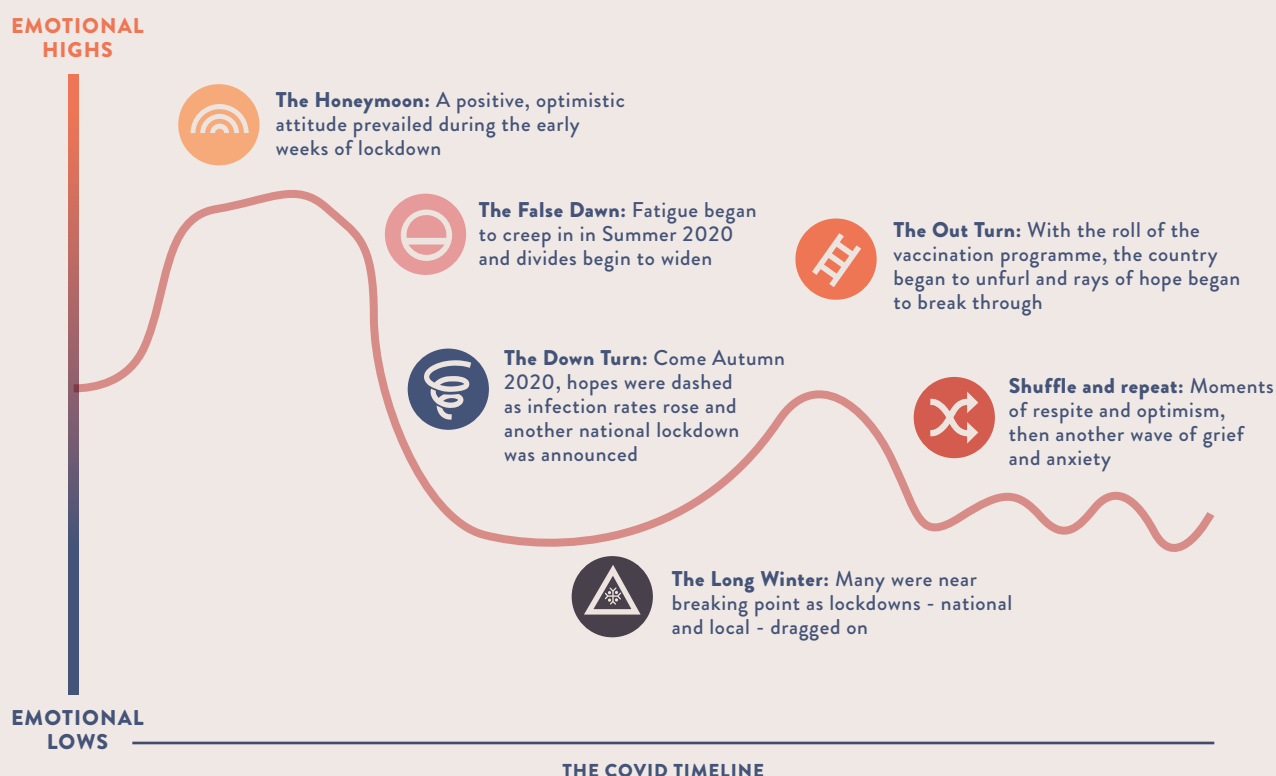 EMOTIONAL
HIGHS
The Honeymoon: A positive, optimistic
attitude prevailed during the early
weeks of lockdown
The False Dawn: Fatigue began
to creep in in Summer 2020
and divides begin to widen
The Out Turn: With the roll of the
vaccination programme, the country
began to unfurl and rays of hope began
to break through
The Down Turn: Come Autumn
2020, hopes were dashed
as infection rates rose and
another national lockdown
was announced
Shuffle and repeat: Moments
of respite and optimism,
then another wave of grief
and anxiety
The Long Winter: Many were near
breaking point as lockdowns - national
and local - dragged on
EMOTIONAL
LOWS
THE COVID TIMELINE